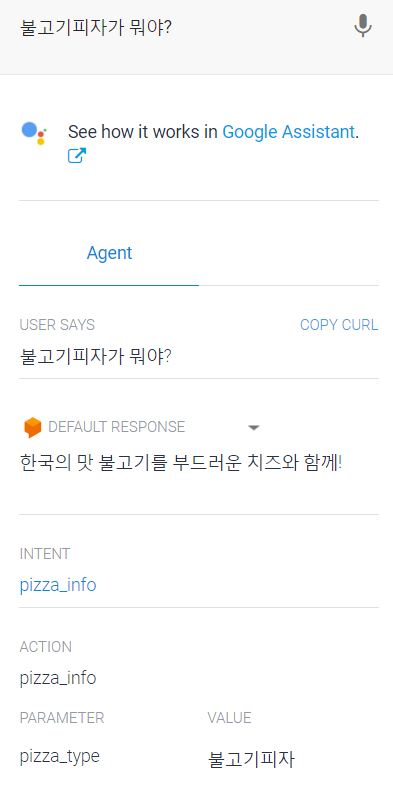 불고기피자가 뭐야?
See how it works in Google Assistant.
Agent
USER SAYS COPY CURL
불고기피자가 뭐야?
DEFAULT RESPONSE
한국의 맛 불고기를 부드러운 치즈와 함께!
INTENT
pizza_info
ACTION
pizza_info
PARAMETER VALUE
pizza_type 불고기피자